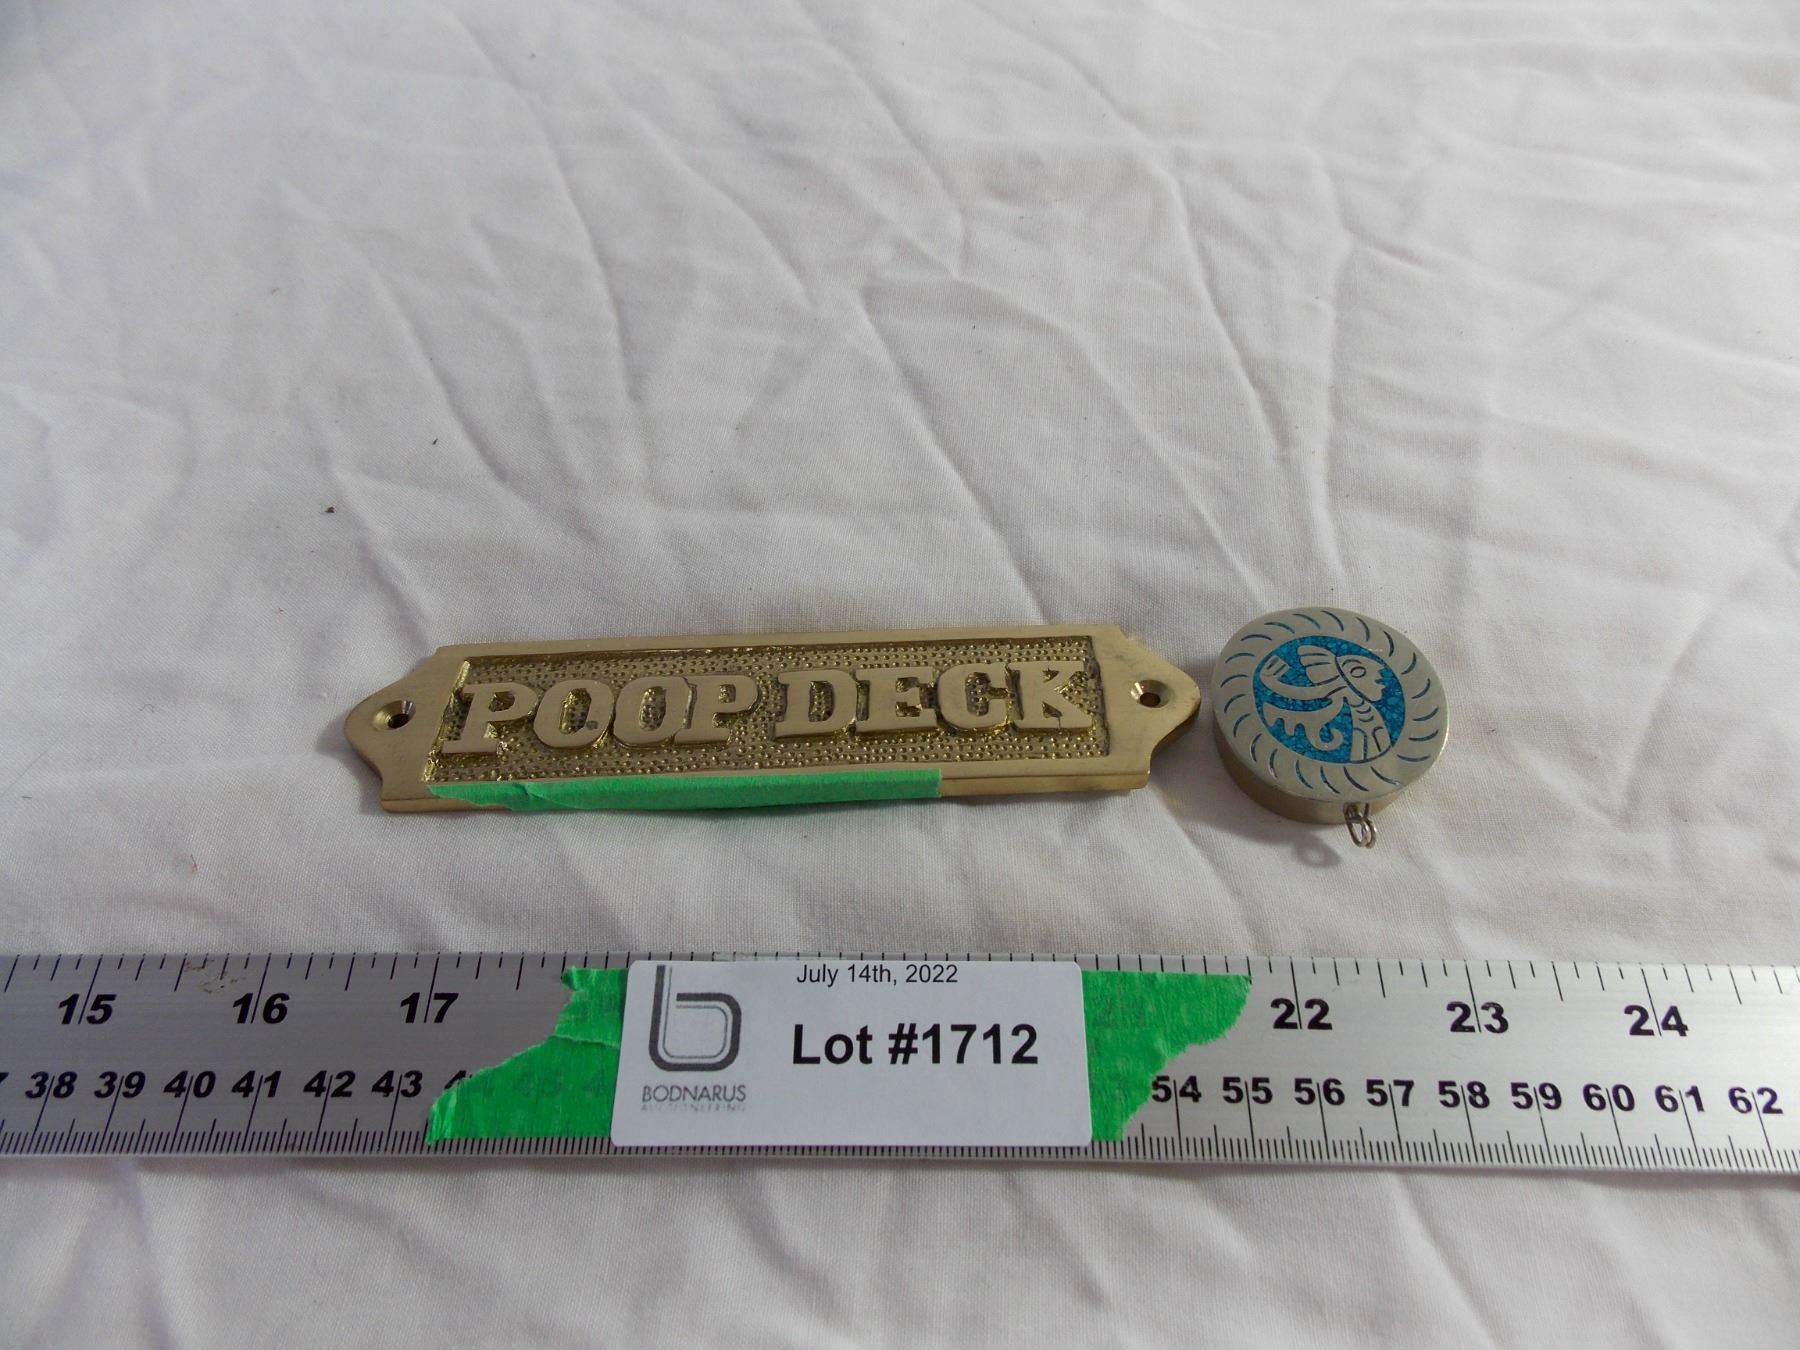 POOP DECK
July 14th, 2022
Lot #1712
BODNARUS
AUCTIONEERING
15 16 17 22 23 24
38 39 40 41 42 43 54 55 56 57 58 59 60 61 62